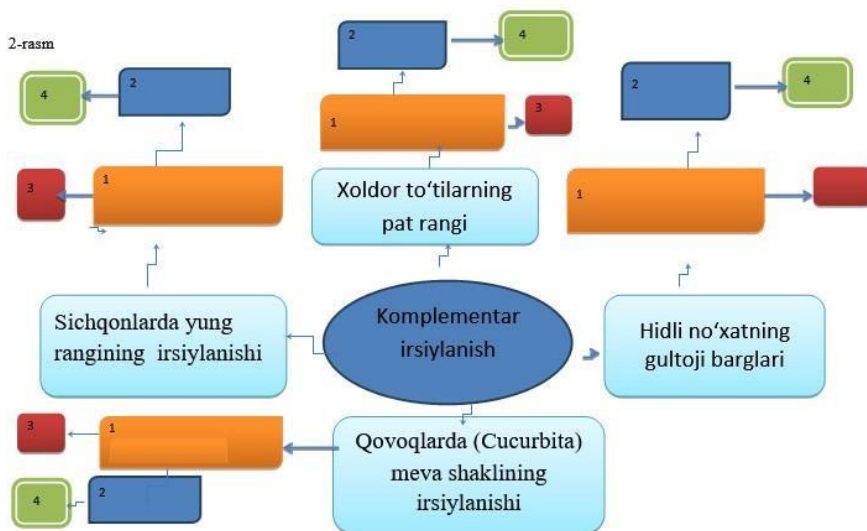 2-rasm
2
4
1
3
Xoldor to‘tilarning
pat rangi
4
2
3
1
Sichqonlarda yung
rangining irsiylanishi
2
4
1
Hidli no‘xatning
gultoji barglari
Komplementar
irsiylanish
Qovoqlarda (Cucurbita)
meva shaklining
irsiylanishi
3
1
4
2